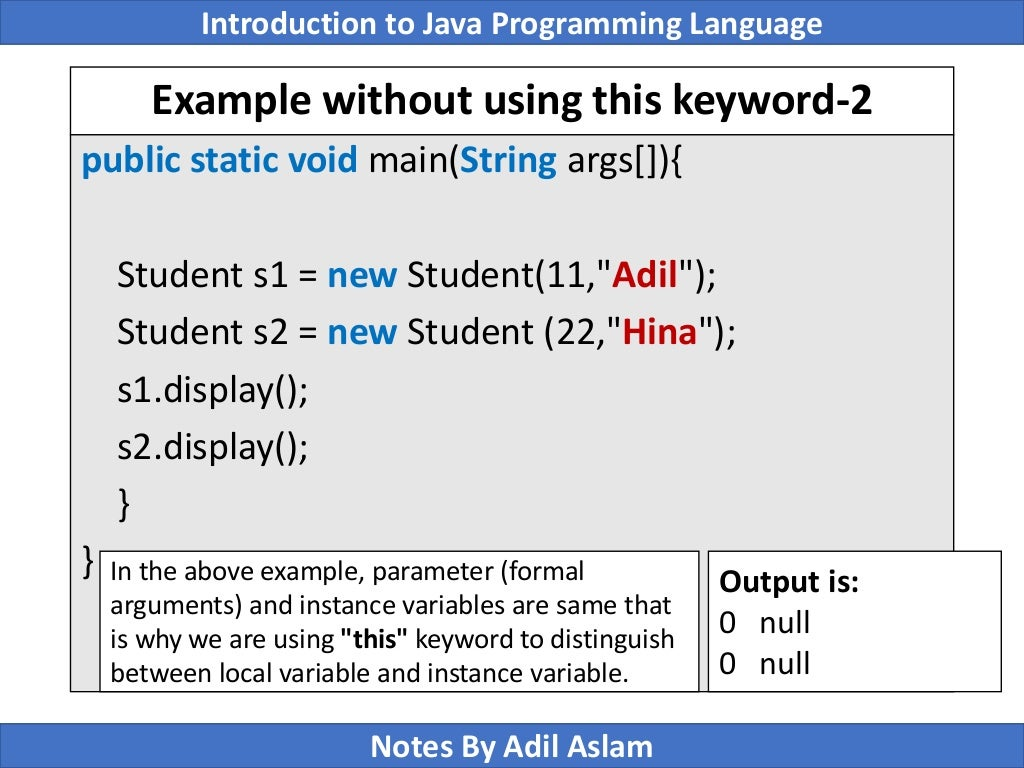 Introduction to Java Programming Language
Example without using this keyword-2
public static void main(String args[]){
Student s1 = new Student(11,"Adil");
Student s2 = new Student (22,"Hina");
s1.display();
s2.display();
}
}
In the above example, parameter (formal
arguments) and instance variables are same that
is why we are using "this" keyword to distinguish
between local variable and instance variable.
Output is:
0 null
0 null
Notes By Adil Aslam